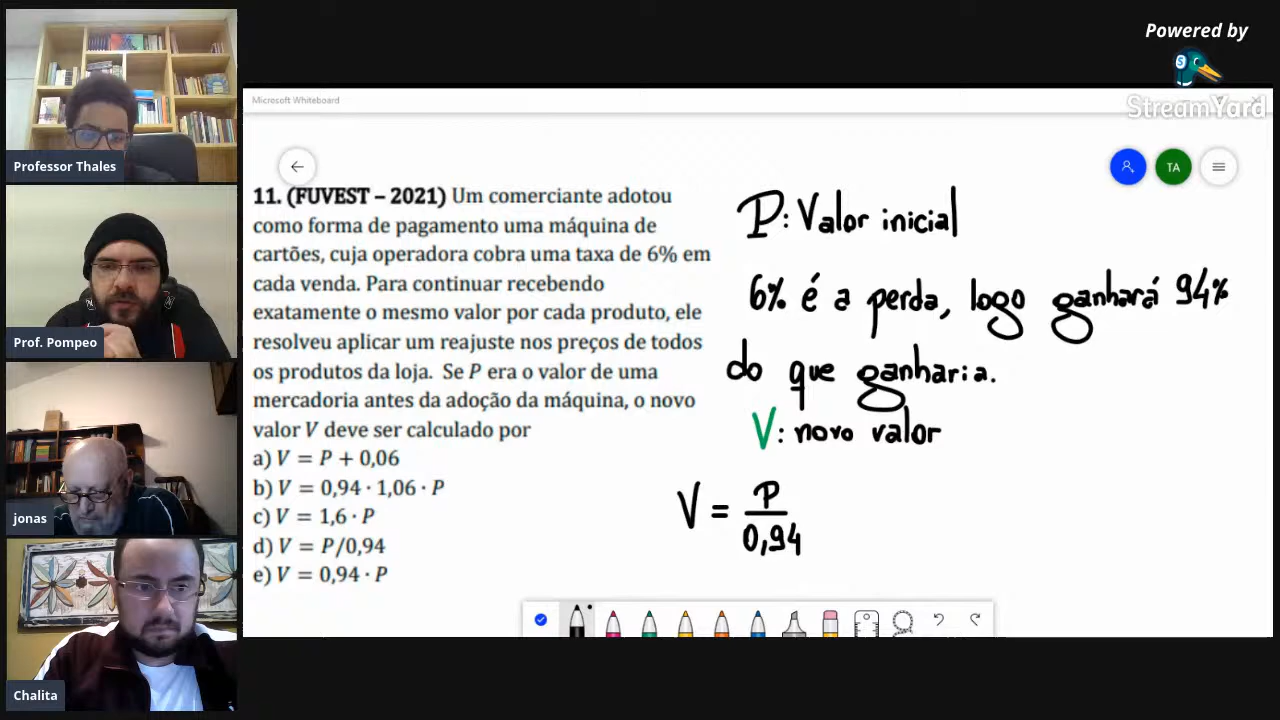 Powered by
StreamYard
Professor Thales
Prof. Pompeo
jonas
Chalita
Microsoft Whiteboard
TA
11. (FUVEST – 2021) Um comerciante adotou
como forma de pagamento uma máquina de
cartões, cuja operadora cobra uma taxa de 6% em
cada venda. Para continuar recebendo
exatamente o mesmo valor por cada produto, ele
resolveu aplicar um reajuste nos preços de todos
os produtos da loja. Se P era o valor de uma
mercadoria antes da adoção da máquina, o novo
valor V deve ser calculado por
a) V = P + 0,06
b) V = 0,94 · 1,06 · P
c) V = 1,6 · P
d) V = P/0,94
e) V = 0,94 · P
P: Valor inicial
6% é a perda, logo ganhará 94%
do que ganharia.
V: novo valor
V = P/0,94